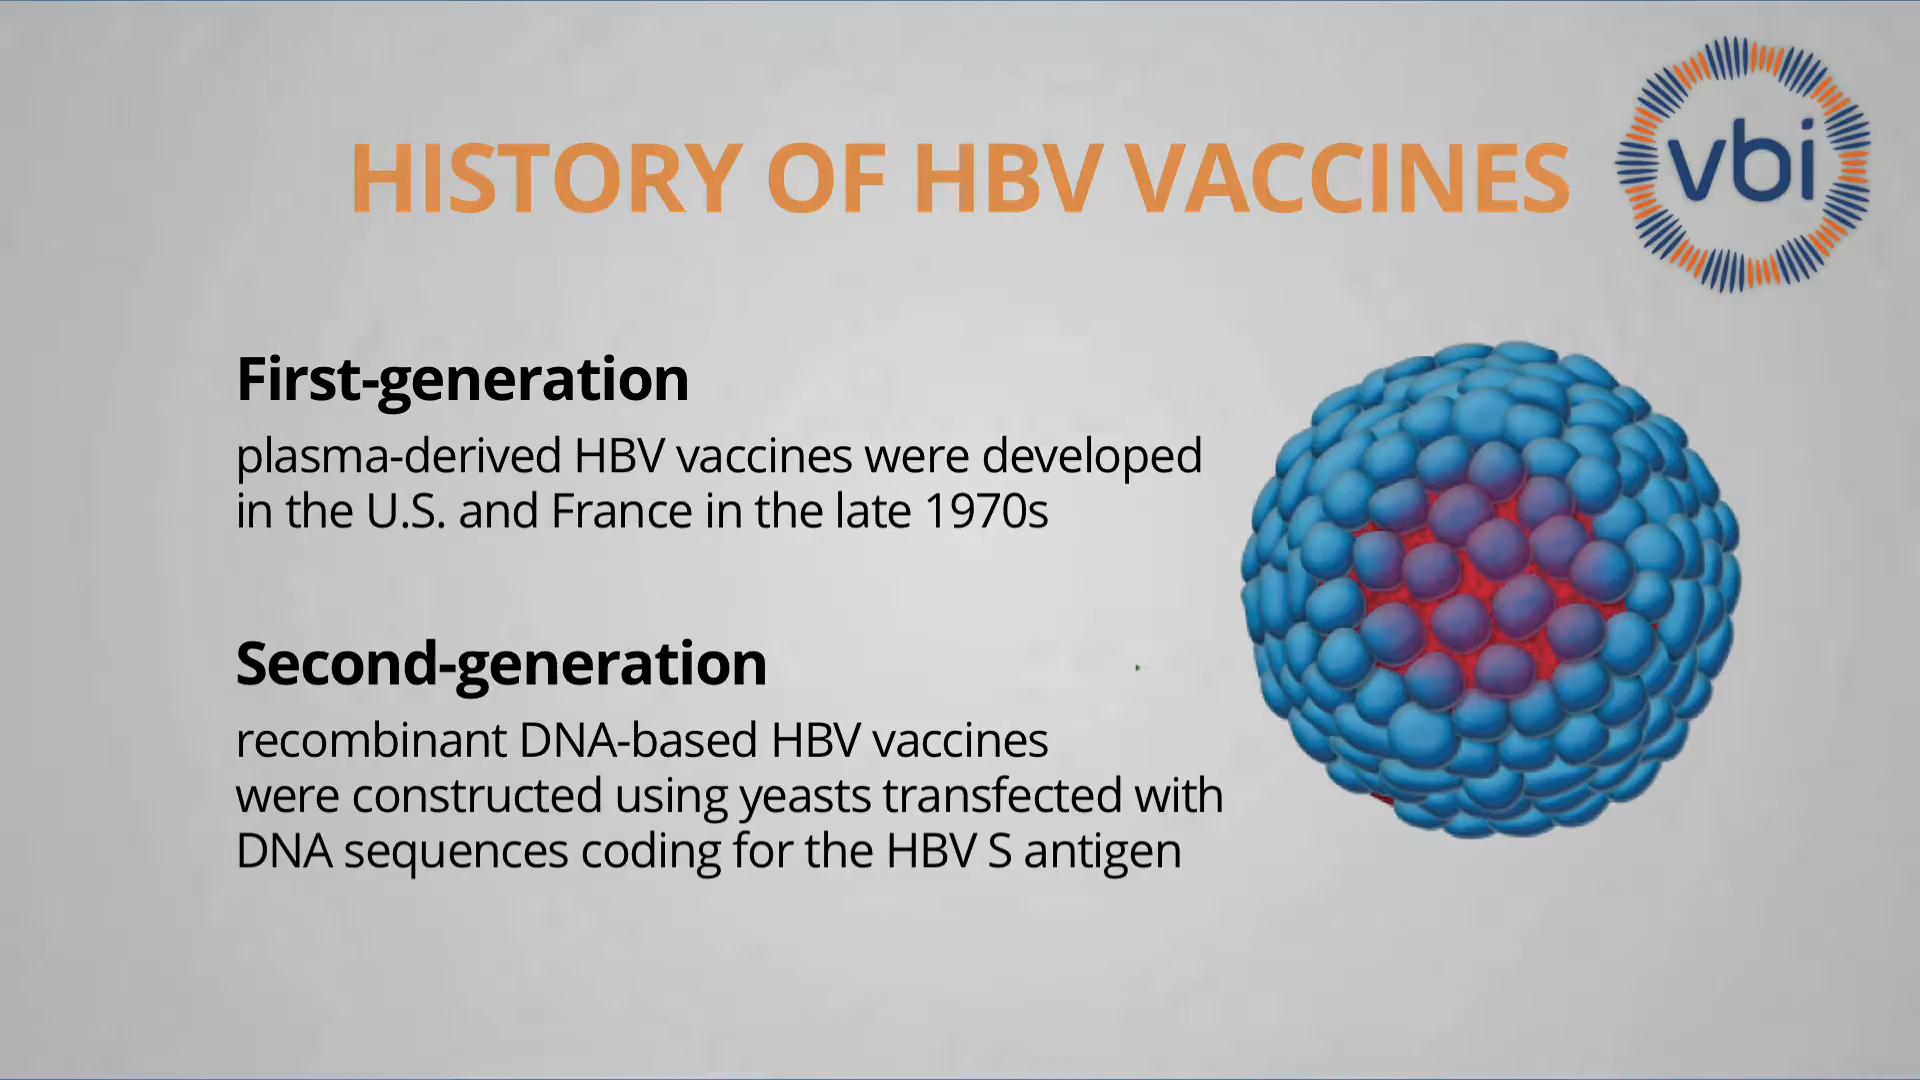 HISTORY OF HBV VACCINES
vbi
First-generation
plasma-derived HBV vaccines were developed
in the U.S. and France in the late 1970s
Second-generation
recombinant DNA-based HBV vaccines
were constructed using yeasts transfected with
DNA sequences coding for the HBV S antigen